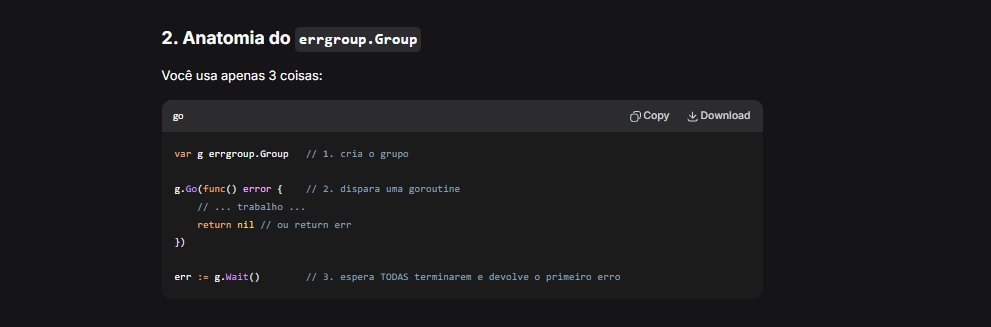 2. Anatomia do errgroup.Group
Você usa apenas 3 coisas:
go
Copy
Download
var g errgroup.Group   // 1. cria o grupo
g.Go(func() error {    // 2. dispara uma goroutine
    // ... trabalho ...
    return nil // ou return err
})
err := g.Wait()        // 3. espera TODAS terminarem e devolve o primeiro erro